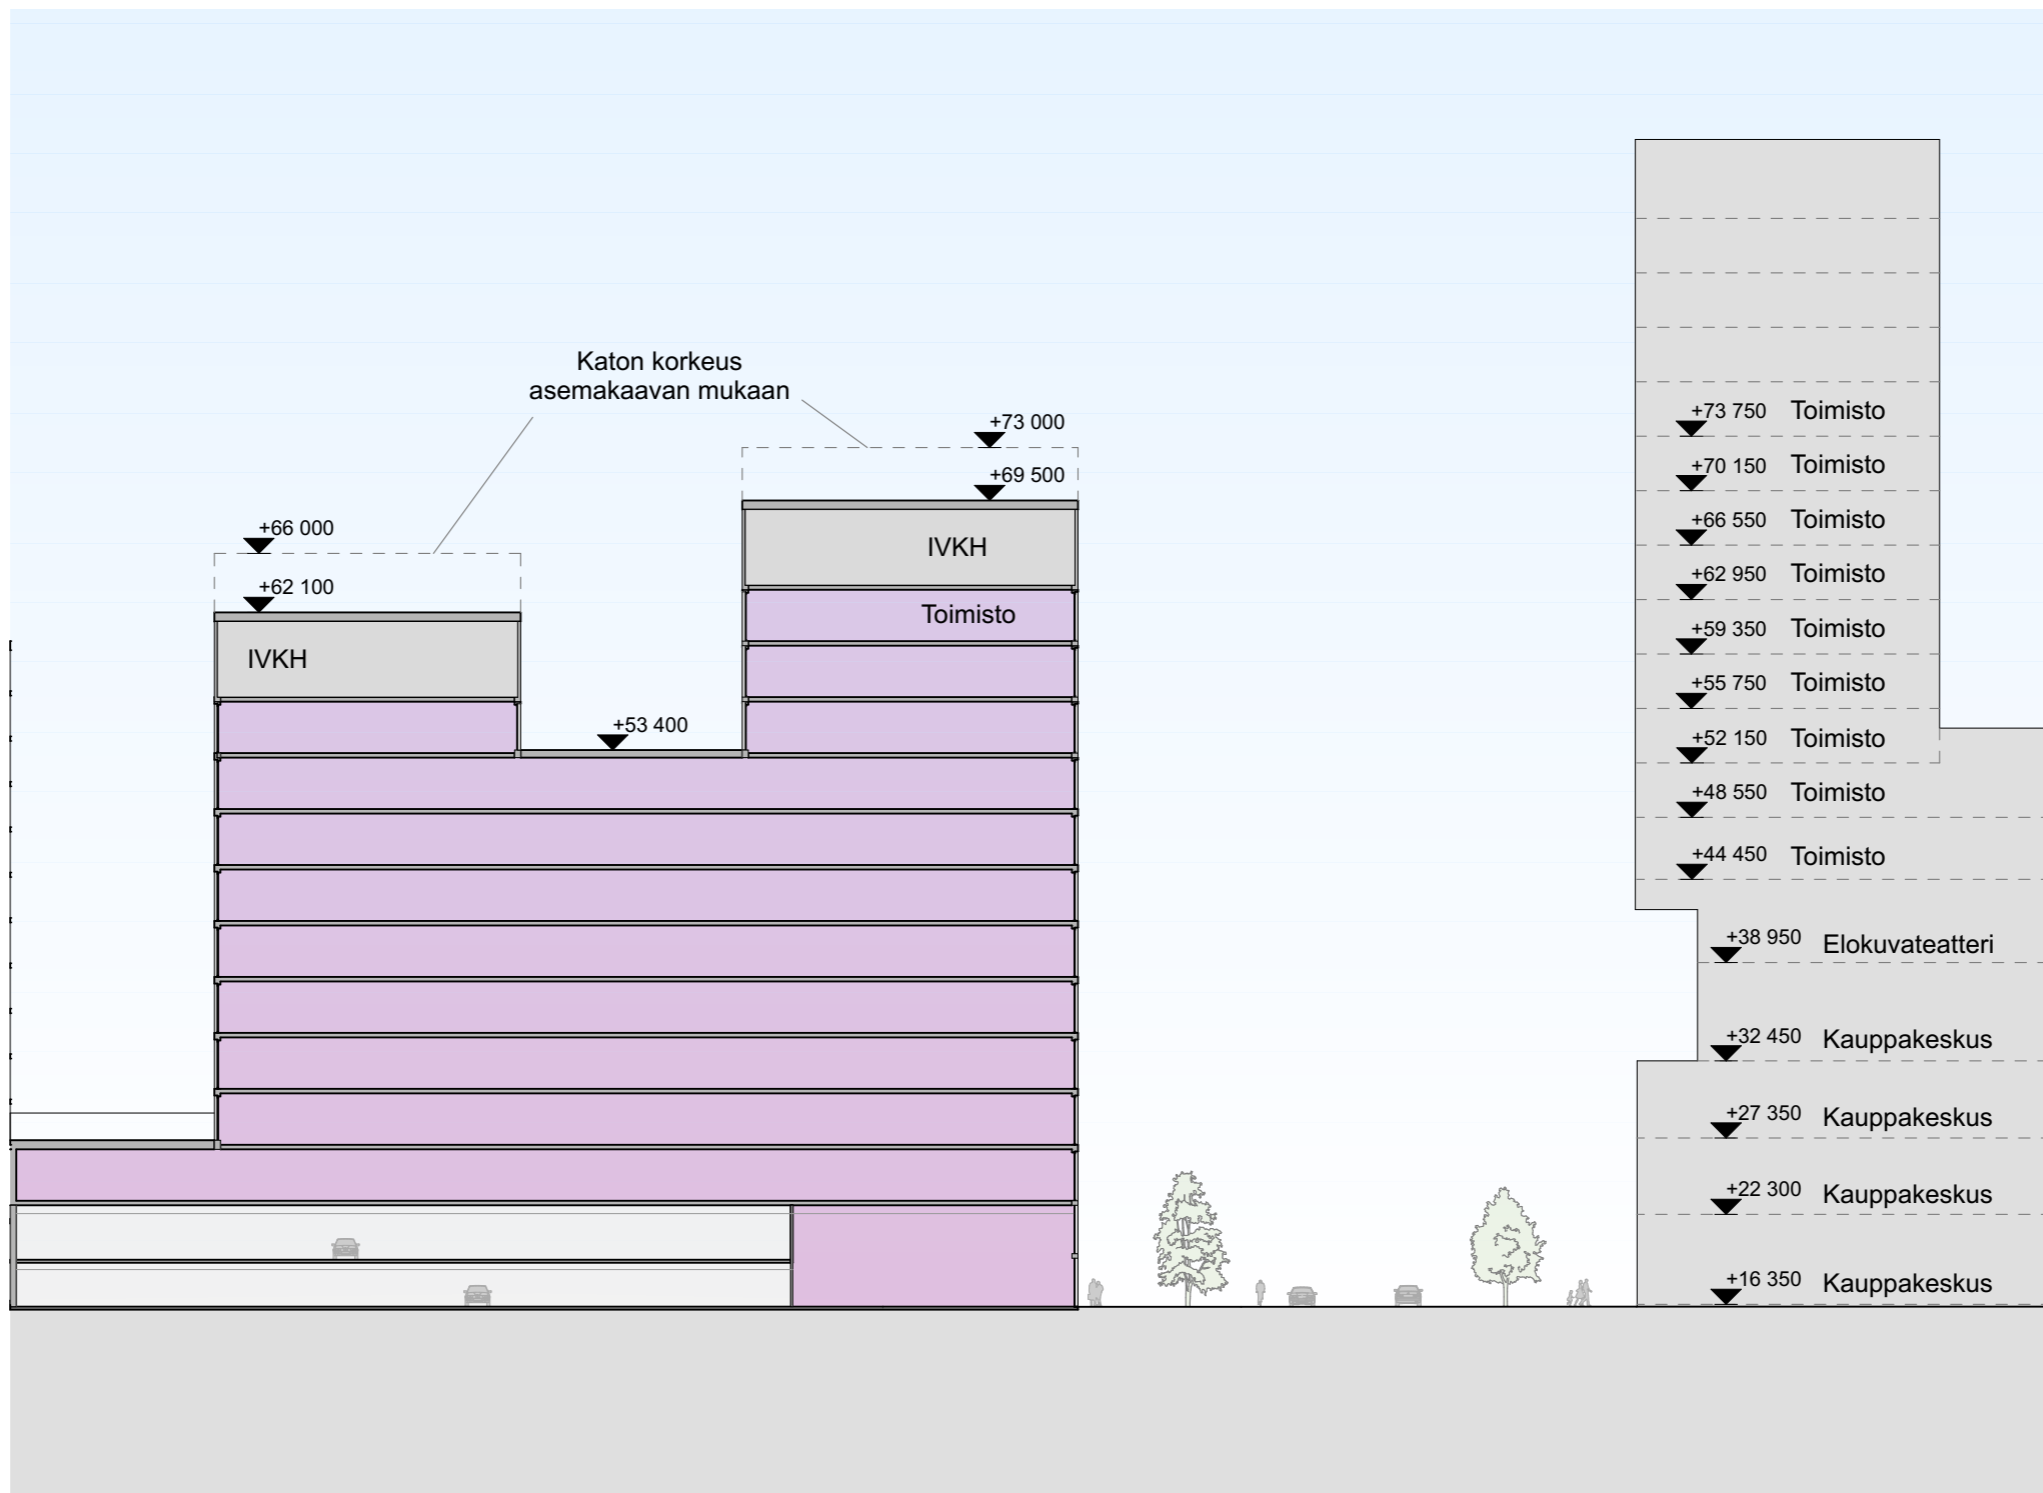 Katon korkeus
asemakaavan mukaan
+73 000
+69 500
IVKH
Toimisto
+66 000
+62 100
IVKH
+53 400
+73 750 Toimisto
+70 150 Toimisto
+66 550 Toimisto
+62 950 Toimisto
+59 350 Toimisto
+55 750 Toimisto
+52 150 Toimisto
+48 550 Toimisto
+44 450 Toimisto
+38 950 Elokuvateatteri
+32 450 Kauppakeskus
+27 350 Kauppakeskus
+22 300 Kauppakeskus
+16 350 Kauppakeskus